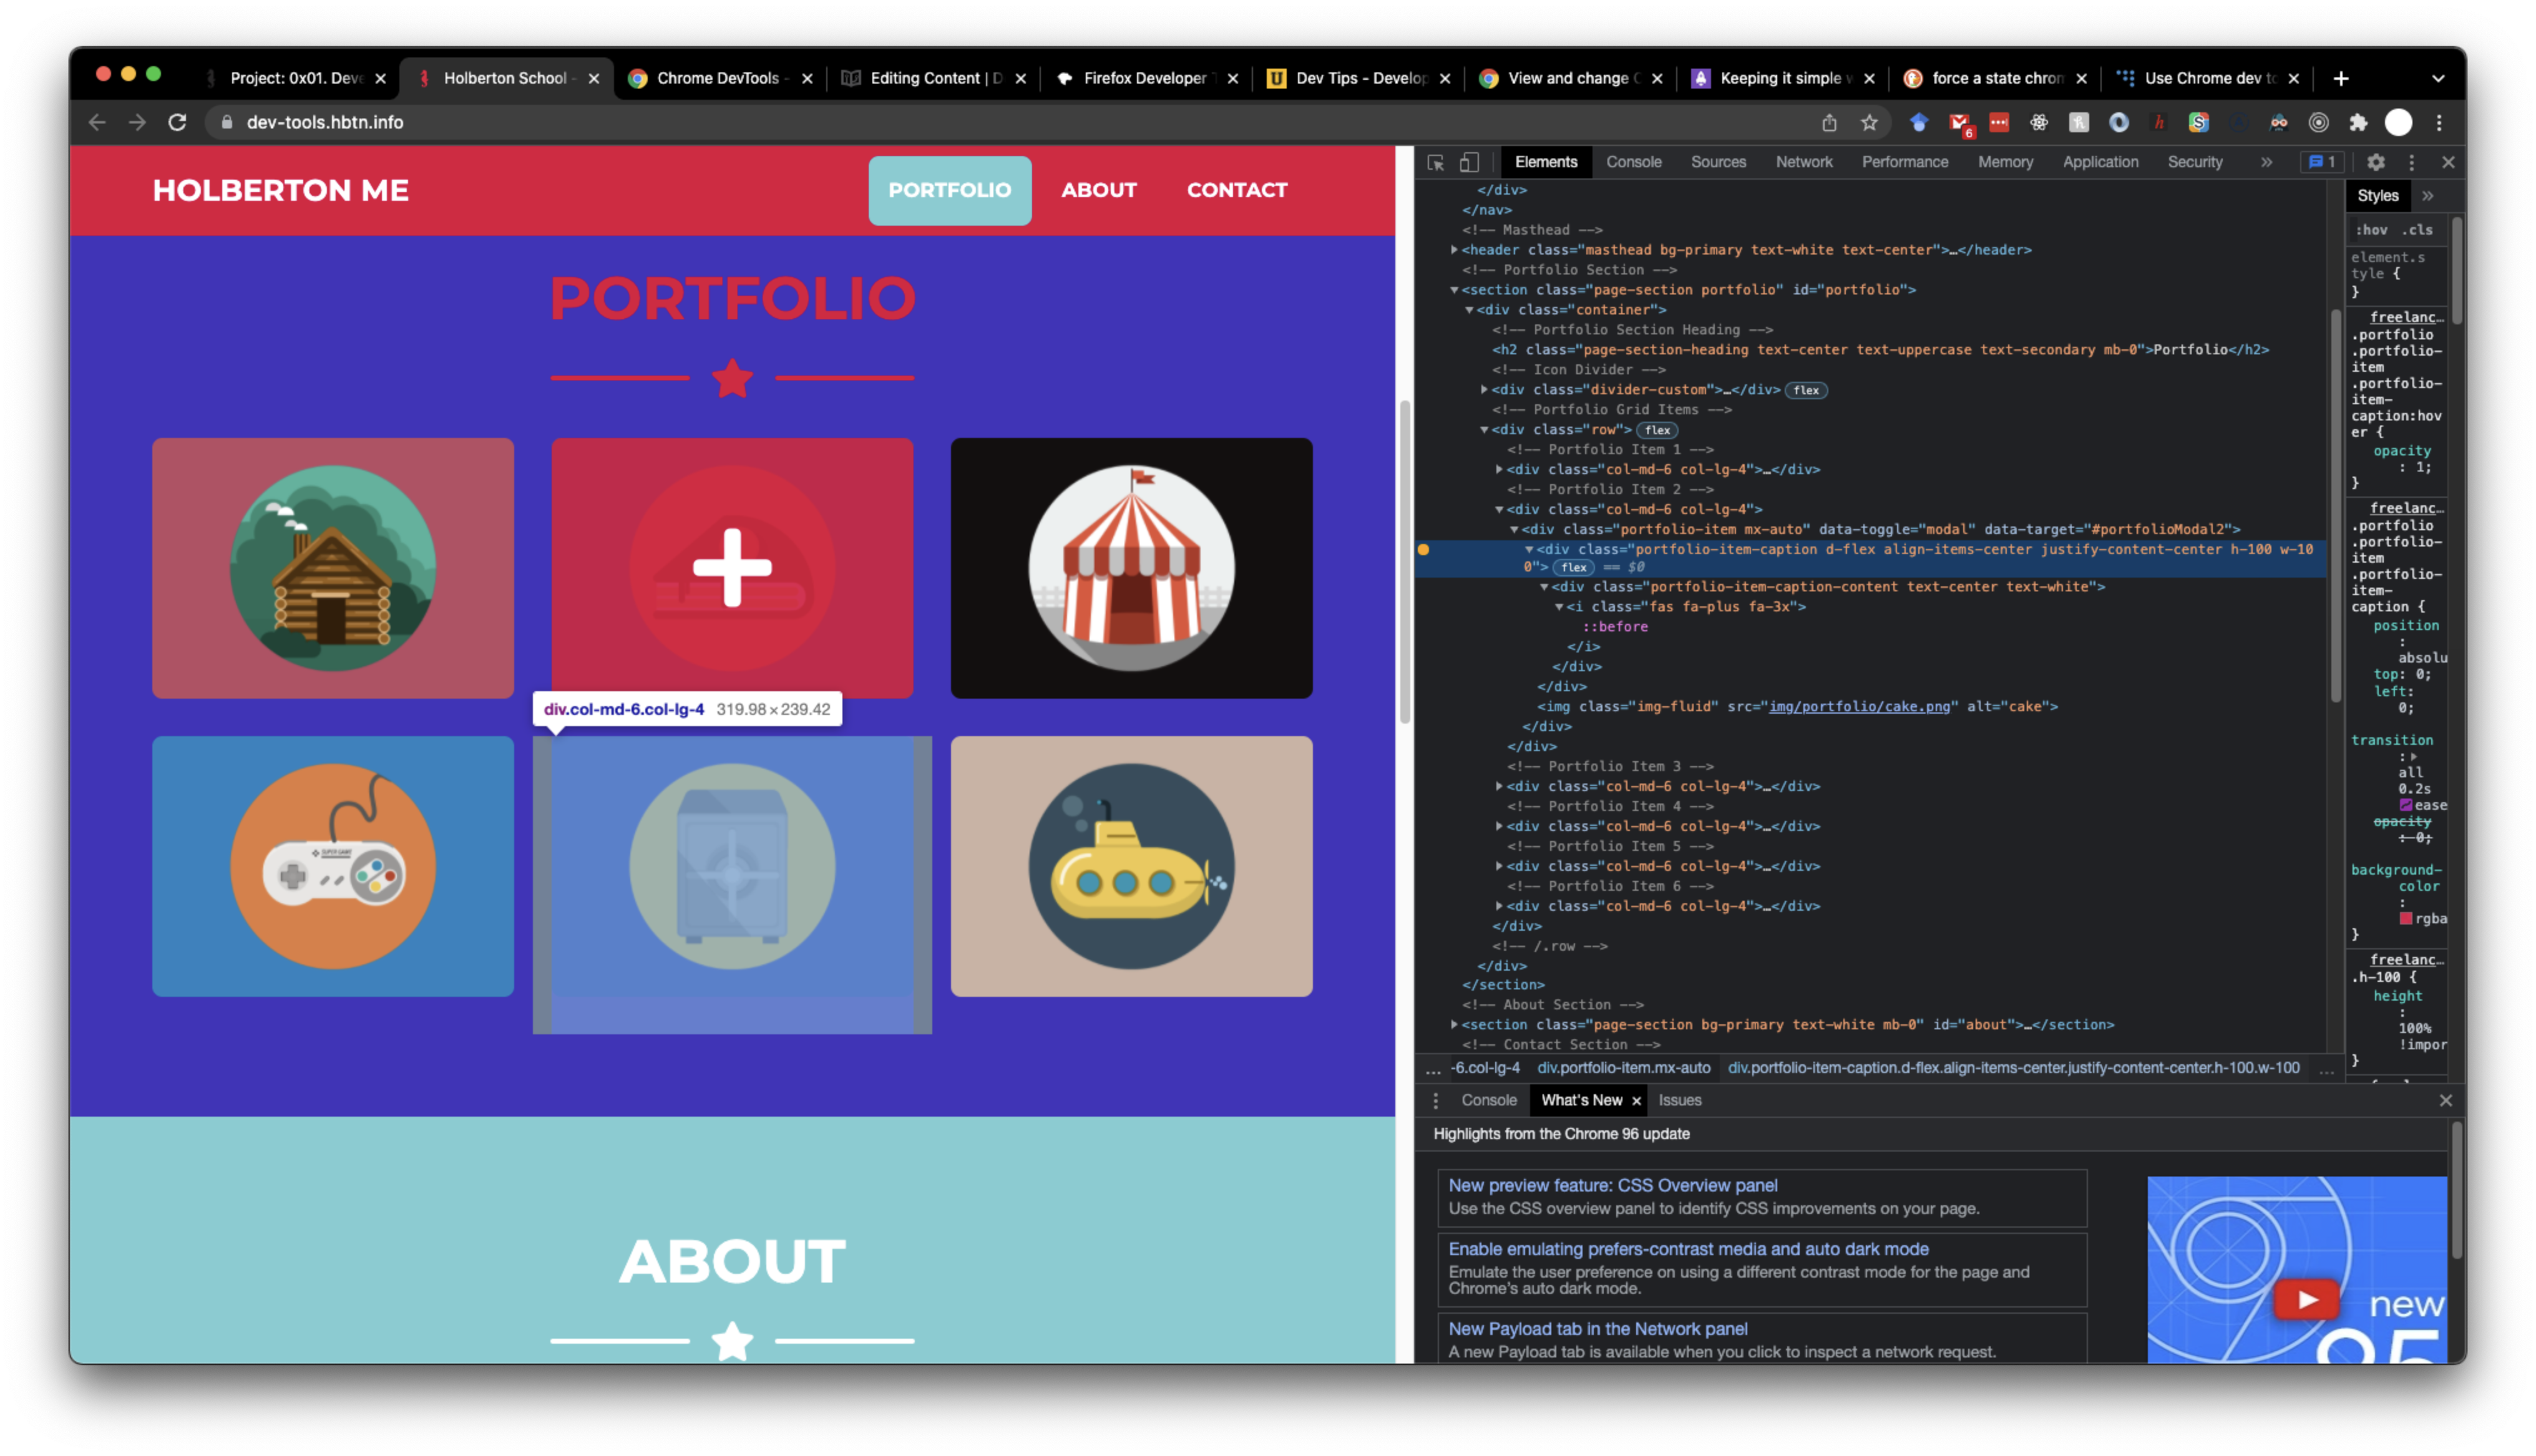 Project: 0x01. Deve
Holberton School -
Chrome DevTools -
Editing Content | D
Firefox Developer T
Dev Tips - Develop
View and change C
Keeping it simple w
force a state chrom
Use Chrome dev to
dev-tools.hbtn.info
6
HOLBERTON ME
PORTFOLIO
ABOUT
CONTACT
PORTFOLIO
div.col-md-6.col-lg-4 319.98×239.42
SUPER GAME
ABOUT
Elements Console Sources Network Performance Memory Application Security » 1
</div>
</nav>
<!-- Masthead -->
<header class="masthead bg-primary text-white text-center">…</header>
<!-- Portfolio Section -->
<section class="page-section portfolio" id="portfolio">
<div class="container">
<!-- Portfolio Section Heading -->
<h2 class="page-section-heading text-center text-uppercase text-secondary mb-0">Portfolio</h2>
<!-- Icon Divider -->
<div class="divider-custom">…</div> flex
<!-- Portfolio Grid Items -->
<div class="row"> flex
<!-- Portfolio Item 1 -->
<div class="col-md-6 col-lg-4">…</div>
<!-- Portfolio Item 2 -->
<div class="col-md-6 col-lg-4">
<div class="portfolio-item mx-auto" data-toggle="modal" data-target="#portfolioModal2">
<div class="portfolio-item-caption d-flex align-items-center justify-content-center h-100 w-10
0"> flex == $0
<div class="portfolio-item-caption-content text-center text-white">
<i class="fas fa-plus fa-3x">
::before
</i>
</div>
</div>
<img class="img-fluid" src="img/portfolio/cake.png" alt="cake">
</div>
</div>
<!-- Portfolio Item 3 -->
<div class="col-md-6 col-lg-4">…</div>
<!-- Portfolio Item 4 -->
<div class="col-md-6 col-lg-4">…</div>
<!-- Portfolio Item 5 -->
<div class="col-md-6 col-lg-4">…</div>
<!-- Portfolio Item 6 -->
<div class="col-md-6 col-lg-4">…</div>
</div>
<!-- /.row -->
</div>
</section>
<!-- About Section -->
<section class="page-section bg-primary text-white mb-0" id="about">…</section>
<!-- Contact Section -->
... -6.col-lg-4 div.portfolio-item.mx-auto div.portfolio-item-caption.d-flex.align-items-center.justify-content-center.h-100.w-100 ...
Styles »
:hov .cls
element.s
tyle {
}
freelanc…
.portfolio
.portfolio-
item
.portfolio-
item-
caption:hov
er {
opacity
: 1;
}
freelanc…
.portfolio
.portfolio-
item
.portfolio-
item-
caption {
position
:
absolu
top: 0;
left:
0;
transition
:
all
0.2s
ease
opacity
: 0;
background-
color
:
rgba
}
freelanc…
.h-100 {
height
:
100%
!impor
}
Console What's New Issues
Highlights from the Chrome 96 update
New preview feature: CSS Overview panel
Use the CSS overview panel to identify CSS improvements on your page.
Enable emulating prefers-contrast media and auto dark mode
Emulate the user preference on using a different contrast mode for the page and
Chrome's auto dark mode.
New Payload tab in the Network panel
A new Payload tab is available when you click to inspect a network request.
new